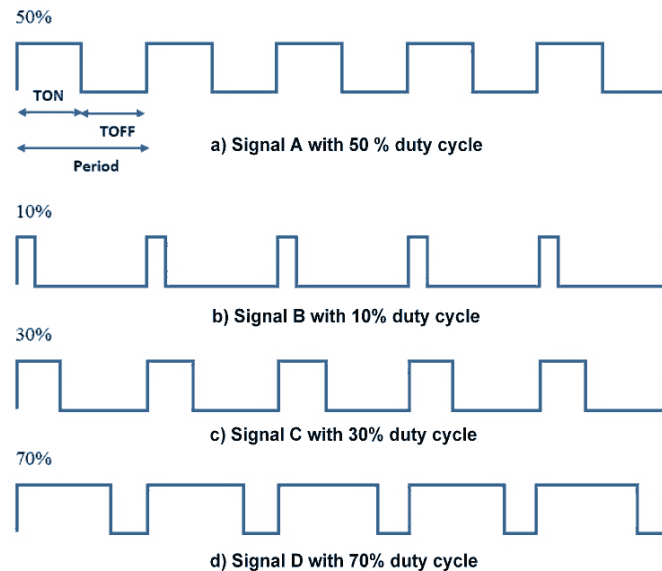 50%
TON
TOFF
Period
a) Signal A with 50 % duty cycle
10%
b) Signal B with 10% duty cycle
30%
c) Signal C with 30% duty cycle
70%
d) Signal D with 70% duty cycle